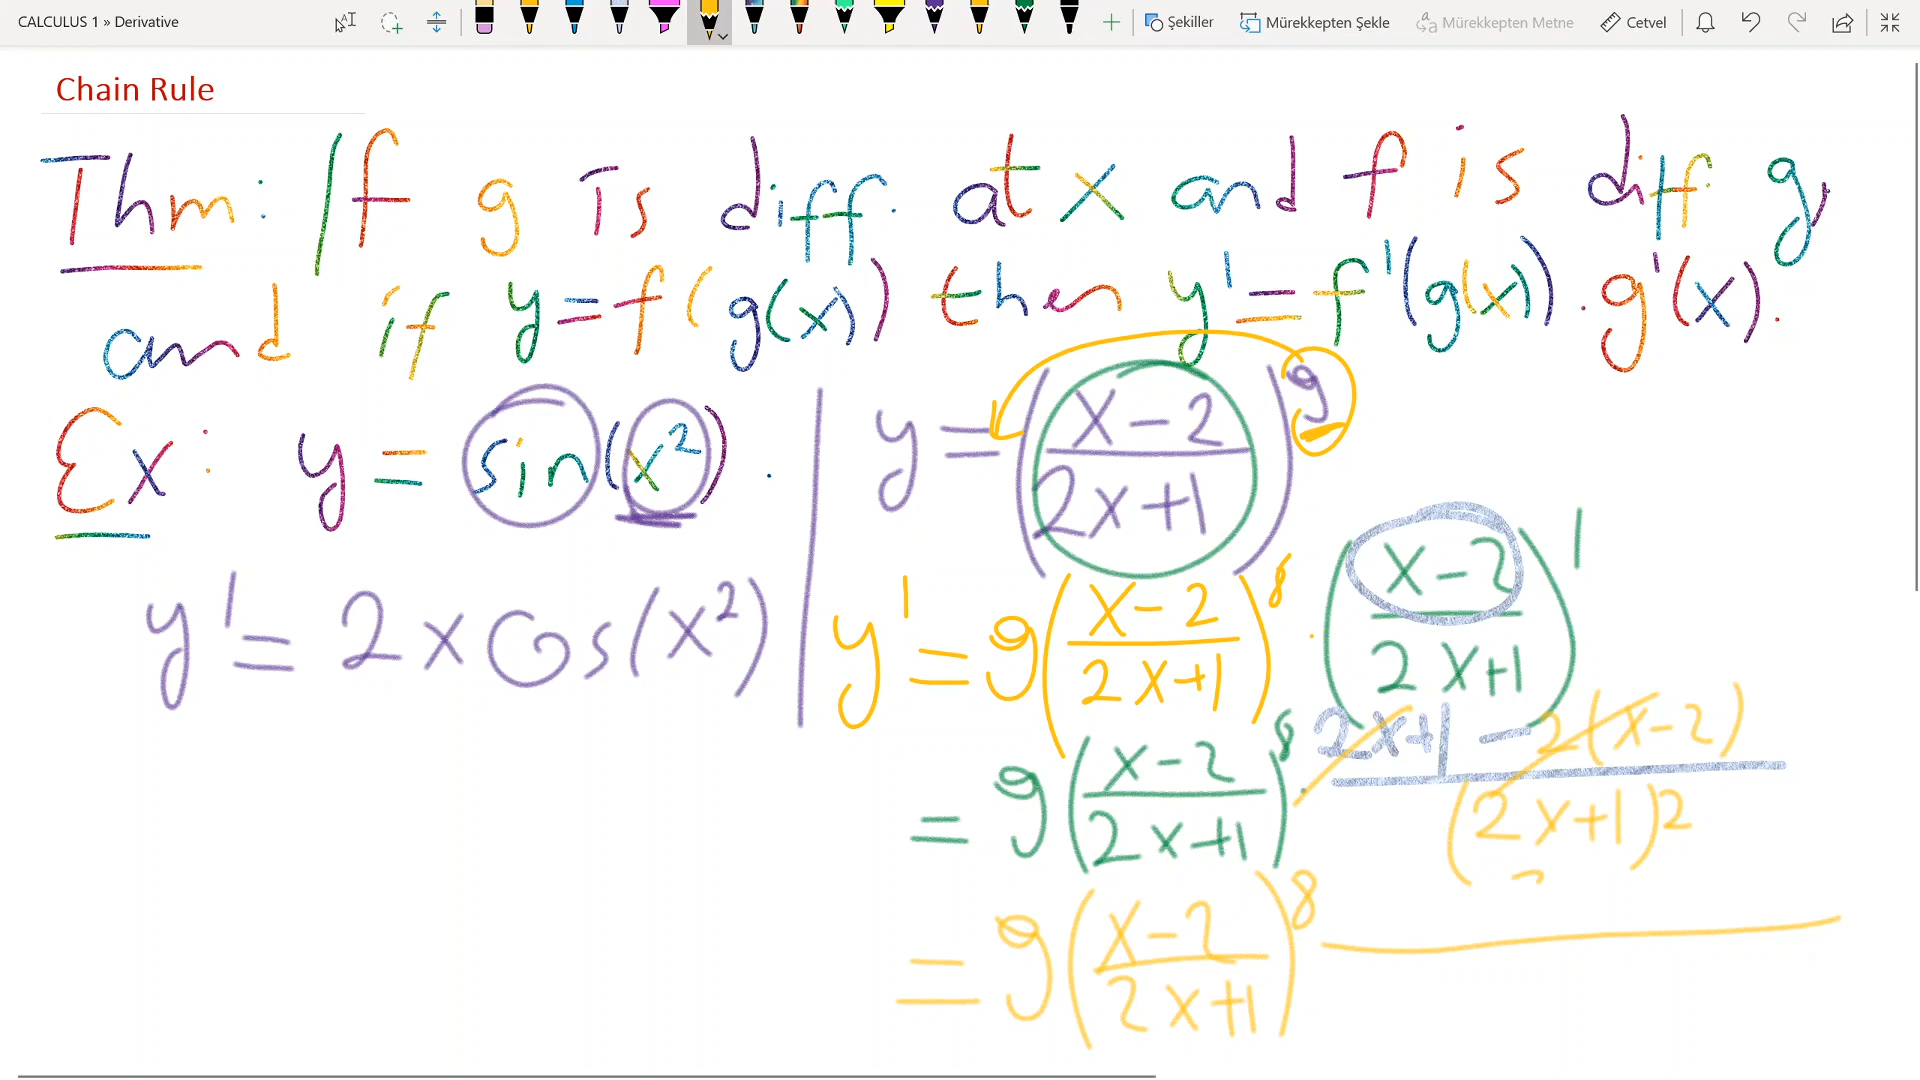 CALCULUS 1 » Derivative
Şekiller
Mürekkepten Şekle
Mürekkepten Metne
Cetvel
Chain Rule
Thm: If g is diff. at x and f is diff g,
and if y=f(g(x)) then y'=f'(g(x)).g'(x).
Ex: y = sin(x²).
y' = 2x Cos(x²)
y = ((x-2)/(2x+1))⁹
y' = 9((x-2)/(2x+1))⁸ . ((x-2)/(2x+1))'
= 9((x-2)/(2x+1))⁸ . (2x+1 - 2(x-2))/(2x+1)²
= 9((x-2)/(2x+1))⁸